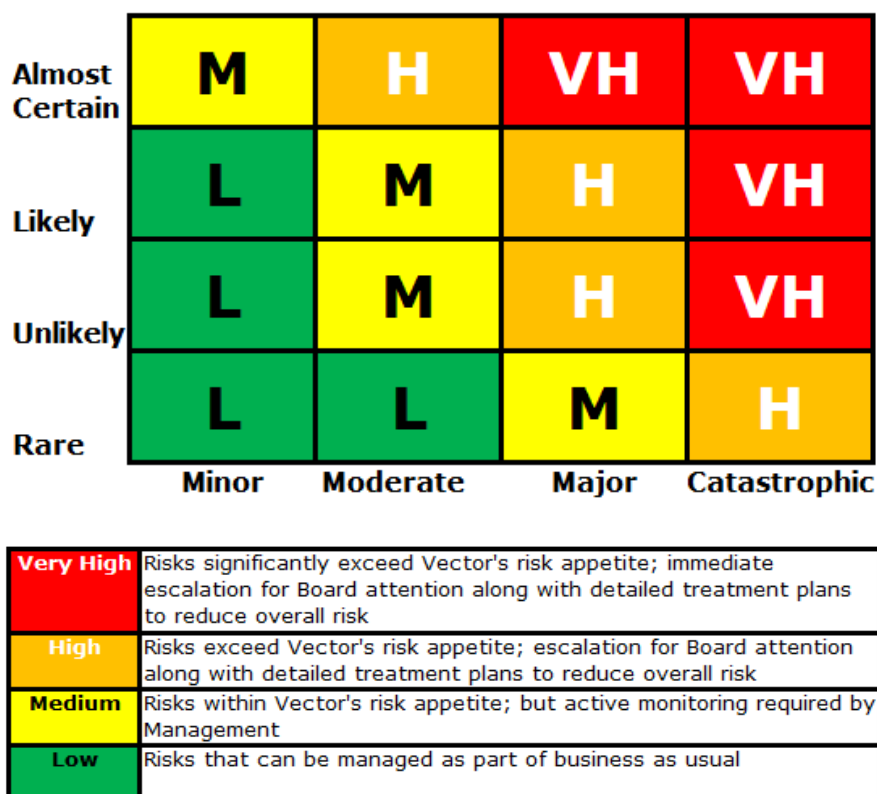 Almost
Certain
M
H
VH
VH
Likely
L
M
H
VH
Unlikely
L
M
H
VH
Rare
L
L
M
H
Minor
Moderate
Major
Catastrophic
Very High
Risks significantly exceed Vector's risk appetite; immediate
escalation for Board attention along with detailed treatment plans
to reduce overall risk
High
Risks exceed Vector's risk appetite; escalation for Board attention
along with detailed treatment plans to reduce overall risk
Medium
Risks within Vector's risk appetite; but active monitoring required by
Management
Low
Risks that can be managed as part of business as usual